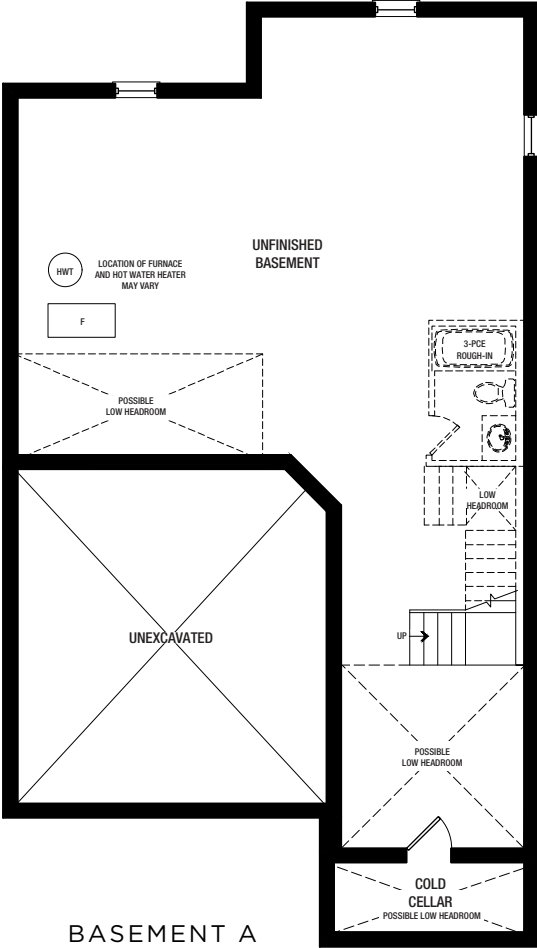 UNFINISHED
BASEMENT
HWT
LOCATION OF FURNACE
AND HOT WATER HEATER
MAY VARY
F
3-PCE
ROUGH-IN
POSSIBLE
LOW HEADROOM
LOW
HEADROOM
UNEXCAVATED
UP
POSSIBLE
LOW HEADROOM
COLD
CELLAR
POSSIBLE LOW HEADROOM
BASEMENT A